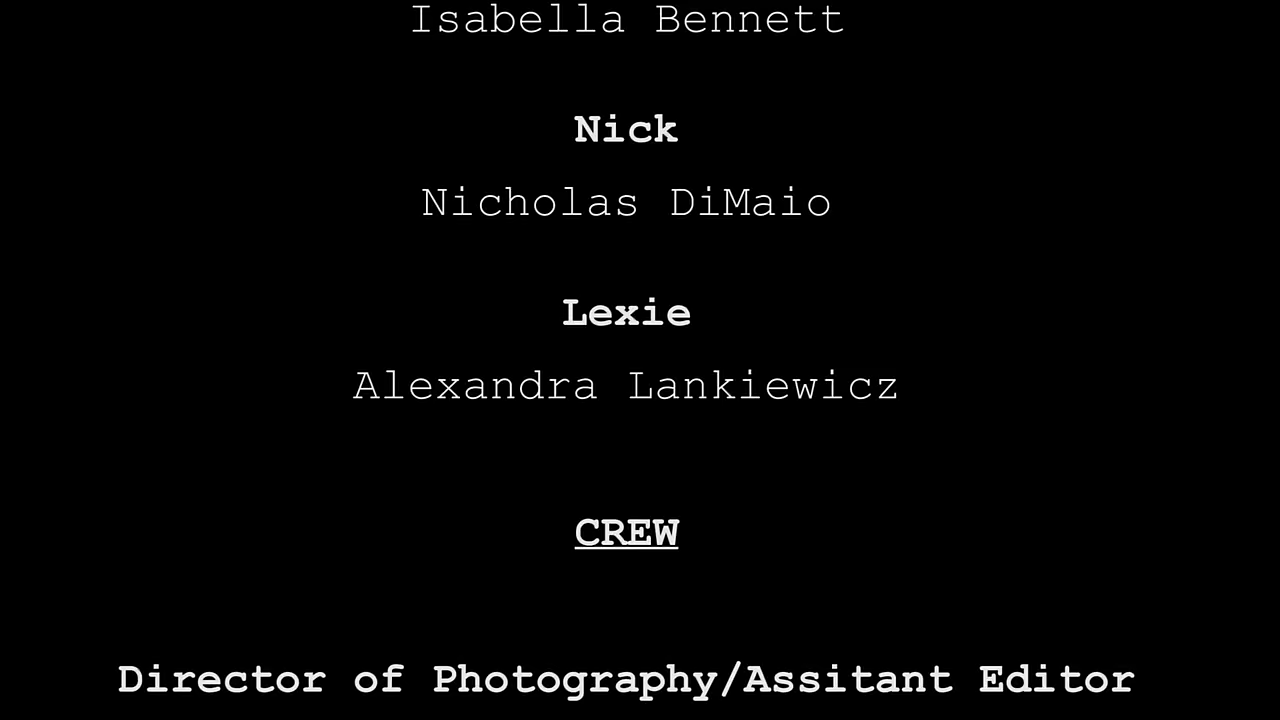 Isabella Bennett
Nick
Nicholas DiMaio
Lexie
Alexandra Lankiewicz
CREW
Director of Photography/Assitant Editor